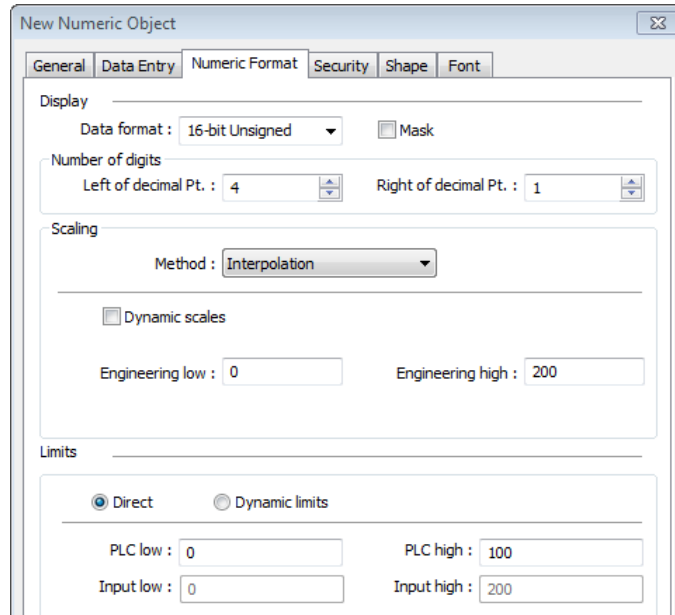 New Numeric Object
General Data Entry Numeric Format Security Shape Font
Display
Data format : 16-bit Unsigned Mask
Number of digits
Left of decimal Pt. : 4 Right of decimal Pt. : 1
Scaling
Method : Interpolation
Dynamic scales
Engineering low : 0 Engineering high : 200
Limits
Direct Dynamic limits
PLC low : 0 PLC high : 100
Input low : 0 Input high : 200